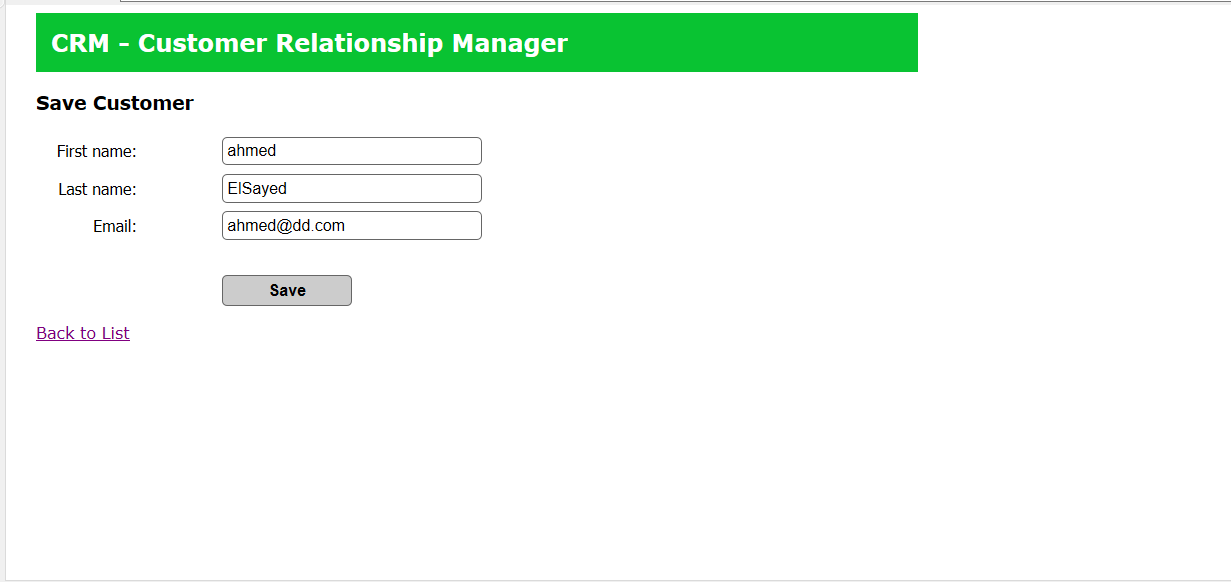 CRM - Customer Relationship Manager
Save Customer
First name: ahmed
Last name: ElSayed
Email: ahmed@dd.com
Save
Back to List